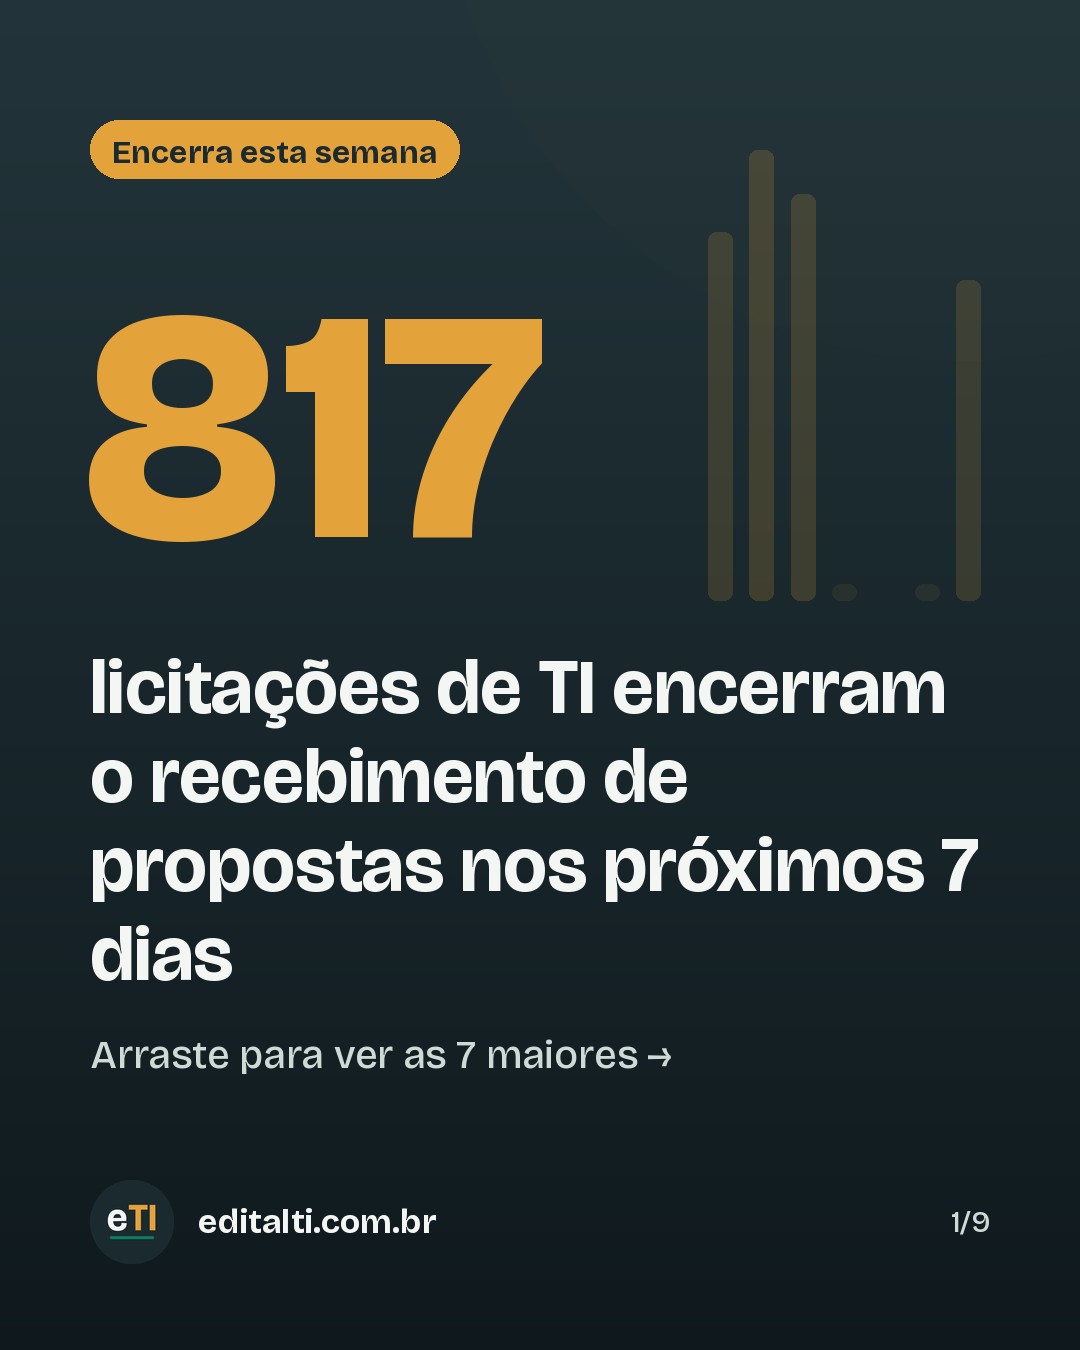 Encerra esta semana
817
licitações de TI encerram
o recebimento de
propostas nos próximos 7
dias
Arraste para ver as 7 maiores →
eTI
editalti.com.br
1/9